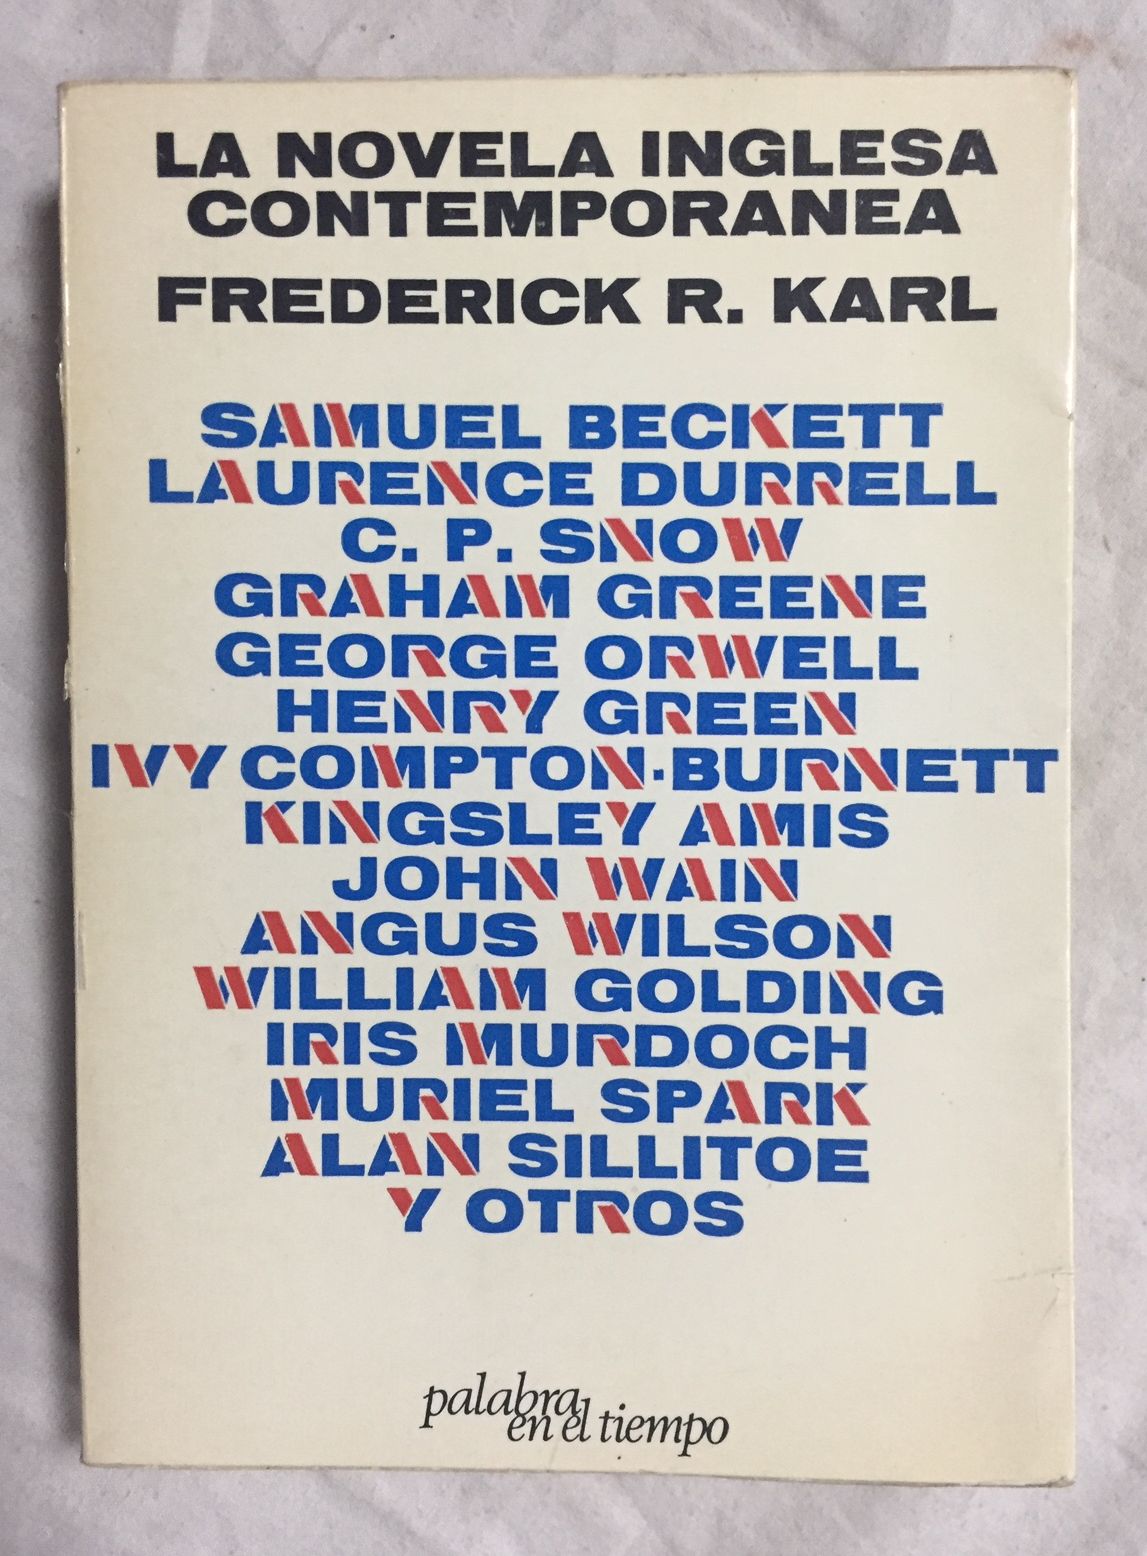 LA NOVELA INGLESA
CONTEMPORANEA
FREDERICK R. KARL
SAMUEL BECKETT
LAURENCE DURRELL
C. P. SNOW
GRAHAM GREENE
GEORGE ORWELL
HENRY GREEN
IVY COMPTON·BURNETT
KINGSLEY AMIS
JOHN WAIN
ANGUS WILSON
WILLIAM GOLDING
IRIS MURDOCH
MURIEL SPARK
ALAN SILLITOE
Y OTROS
palabra
en el tiempo